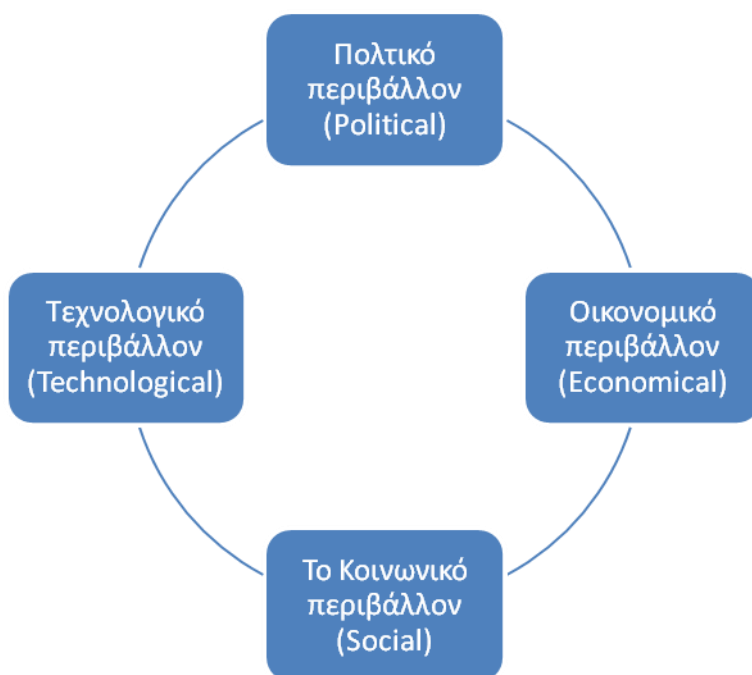 Πολτικό
περιβάλλον
(Political)
Τεχνολογικό
περιβάλλον
(Technological)
Οικονομικό
περιβάλλον
(Economical)
Το Κοινωνικό
περιβάλλον
(Social)